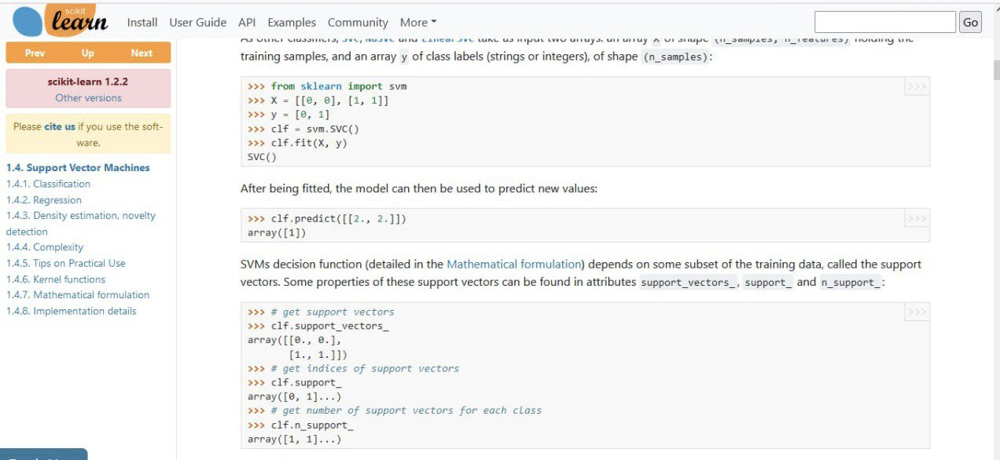 scikit
learn
Install User Guide API Examples Community More
Go
Prev Up Next
scikit-learn 1.2.2
Other versions
Please cite us if you use the soft-
ware.
1.4. Support Vector Machines
1.4.1. Classification
1.4.2. Regression
1.4.3. Density estimation, novelty
detection
1.4.4. Complexity
1.4.5. Tips on Practical Use
1.4.6. Kernel functions
1.4.7. Mathematical formulation
1.4.8. Implementation details
As other classifiers, SVC, NuSVC and LinearSVC take as input two arrays: an array X of shape (n_samples, n_features) holding the
training samples, and an array y of class labels (strings or integers), of shape (n_samples):
>>>
>>> from sklearn import svm
>>> X = [[0, 0], [1, 1]]
>>> y = [0, 1]
>>> clf = svm.SVC()
>>> clf.fit(X, y)
SVC()
After being fitted, the model can then be used to predict new values:
>>>
>>> clf.predict([[2., 2.]])
array([1])
SVMs decision function (detailed in the Mathematical formulation) depends on some subset of the training data, called the support
vectors. Some properties of these support vectors can be found in attributes support_vectors_, support_ and n_support_:
>>>
>>> # get support vectors
>>> clf.support_vectors_
array([[0., 0.],
       [1., 1.]])
>>> # get indices of support vectors
>>> clf.support_
array([0, 1]...)
>>> # get number of support vectors for each class
>>> clf.n_support_
array([1, 1]...)